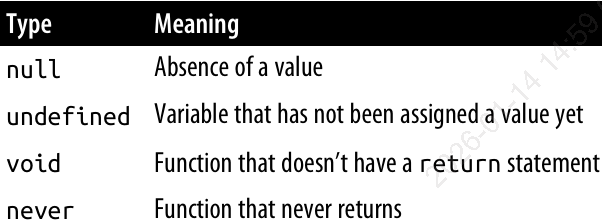 Type Meaning
null Absence of a value
undefined Variable that has not been assigned a value yet
void Function that doesn’t have a return statement
never Function that never returns